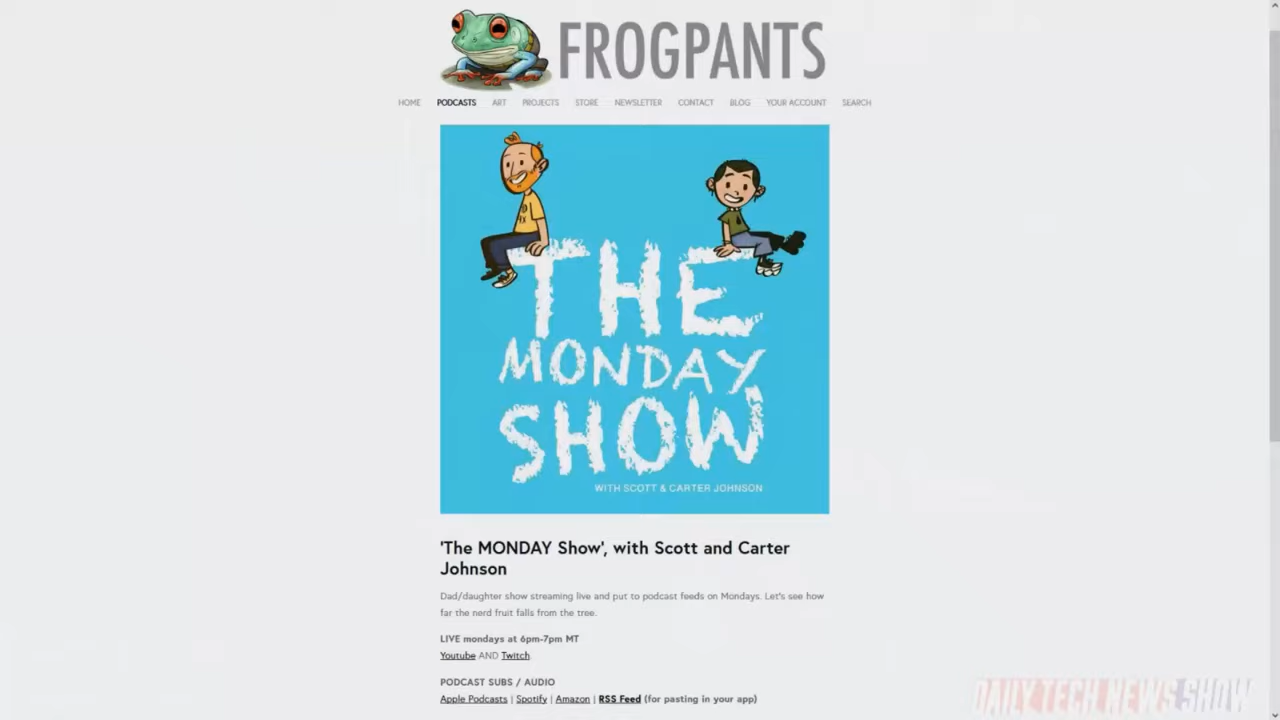 FROGPANTS
HOME PODCASTS ART PROJECTS STORE NEWSLETTER CONTACT BLOG YOUR ACCOUNT SEARCH
THE
MONDAY
SHOW
WITH SCOTT & CARTER JOHNSON
'The MONDAY Show', with Scott and Carter
Johnson
Dad/daughter show streaming live and put to podcast feeds on Mondays. Let's see how
far the nerd fruit falls from the tree.
LIVE mondays at 6pm-7pm MT
Youtube AND Twitch
PODCAST SUBS / AUDIO
Apple Podcasts | Spotify | Amazon | RSS Feed (for pasting in your app)
DAILY TECH NEWS SHOW